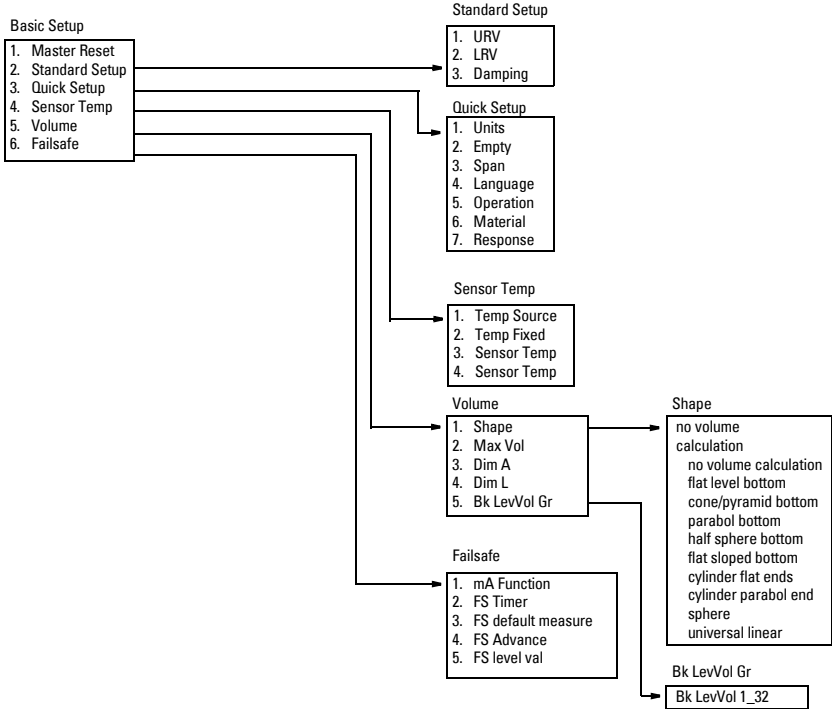 Basic Setup
1. Master Reset
2. Standard Setup
3. Quick Setup
4. Sensor Temp
5. Volume
6. Failsafe
Standard Setup
1. URV
2. LRV
3. Damping
Quick Setup
1. Units
2. Empty
3. Span
4. Language
5. Operation
6. Material
7. Response
Sensor Temp
1. Temp Source
2. Temp Fixed
3. Sensor Temp
4. Sensor Temp
Volume
1. Shape
2. Max Vol
3. Dim A
4. Dim L
5. Bk LevVol Gr
Shape
no volume
calculation
no volume calculation
flat level bottom
cone/pyramid bottom
parabol bottom
half sphere bottom
flat sloped bottom
cylinder flat ends
cylinder parabol end
sphere
universal linear
Failsafe
1. mA Function
2. FS Timer
3. FS default measure
4. FS Advance
5. FS level val
Bk LevVol Gr
Bk LevVol 1_32